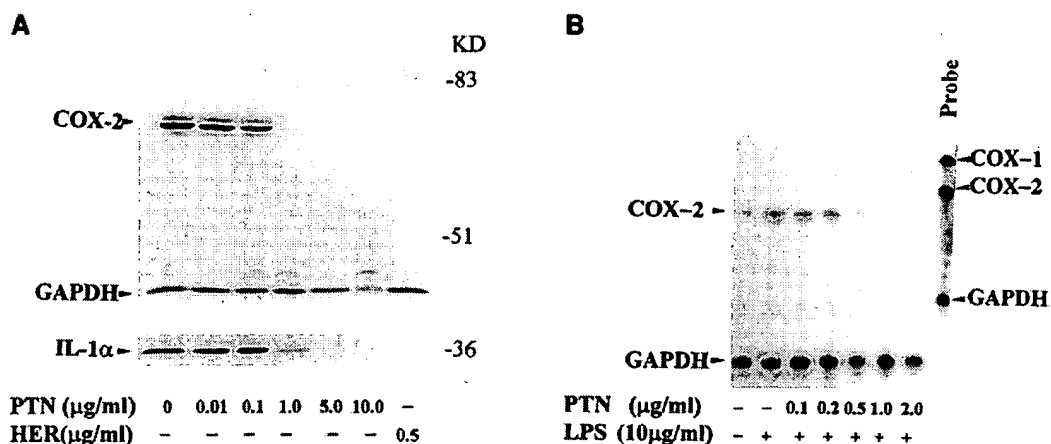 A
KD
-83
COX-2
-51
GAPDH
IL-1α
-36
PTN (μg/ml) 0 0.01 0.1 1.0 5.0 10.0 –
HER(μg/ml) – – – – – – 0.5
B
Probe
COX-1
COX-2
COX-2
GAPDH
GAPDH
PTN (μg/ml) – – 0.1 0.2 0.5 1.0 2.0
LPS (10μg/ml) – + + + + + +